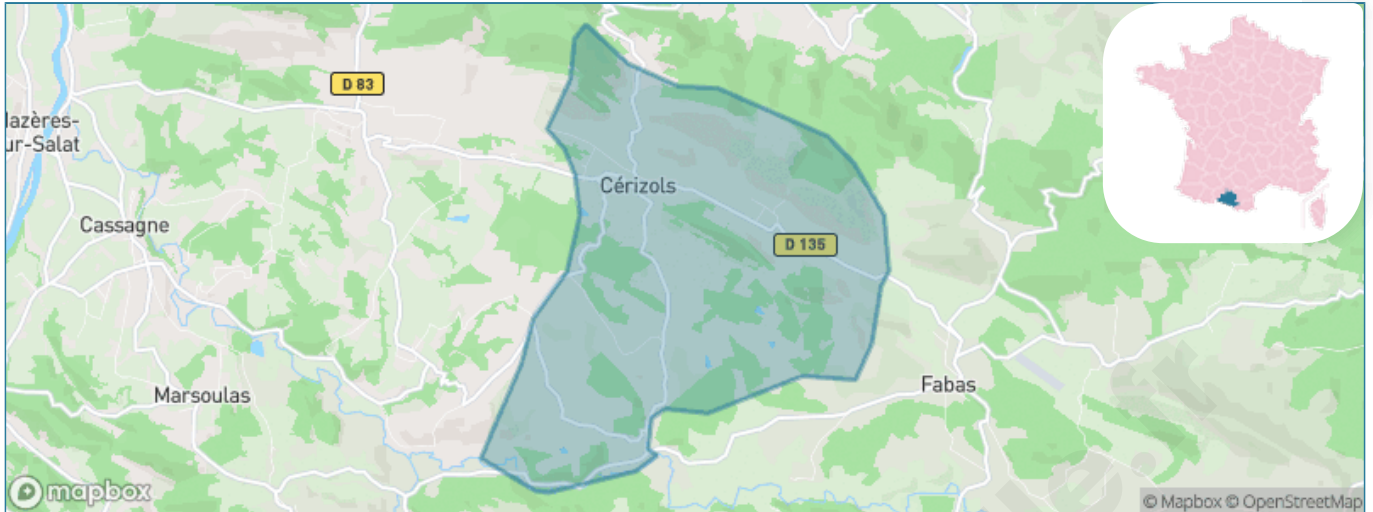 D 83
lazères-
ur-Salat
Cérizols
Cassagne
D 135
Fabas
Marsoulas
mapbox
© Mapbox © OpenStreetMap